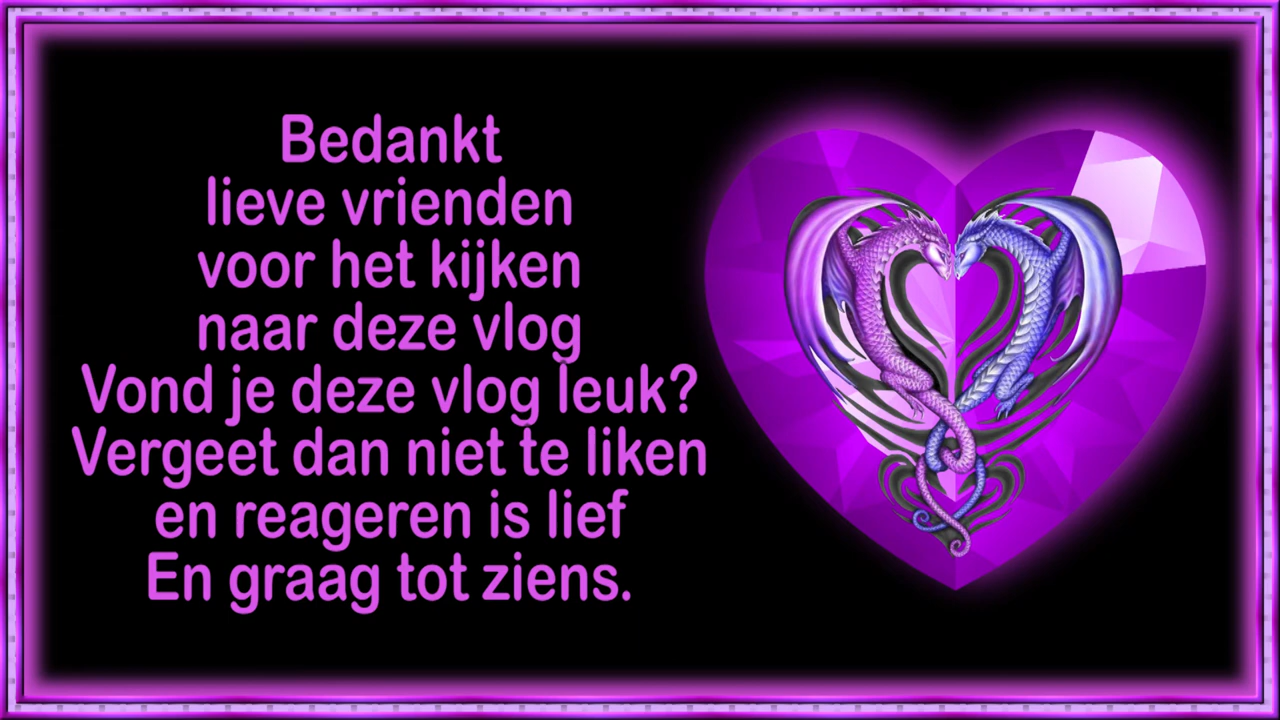 Bedankt
lieve vrienden
voor het kijken
naar deze vlog
Vond je deze vlog leuk?
Vergeet dan niet te liken
en reageren is lief
En graag tot ziens.